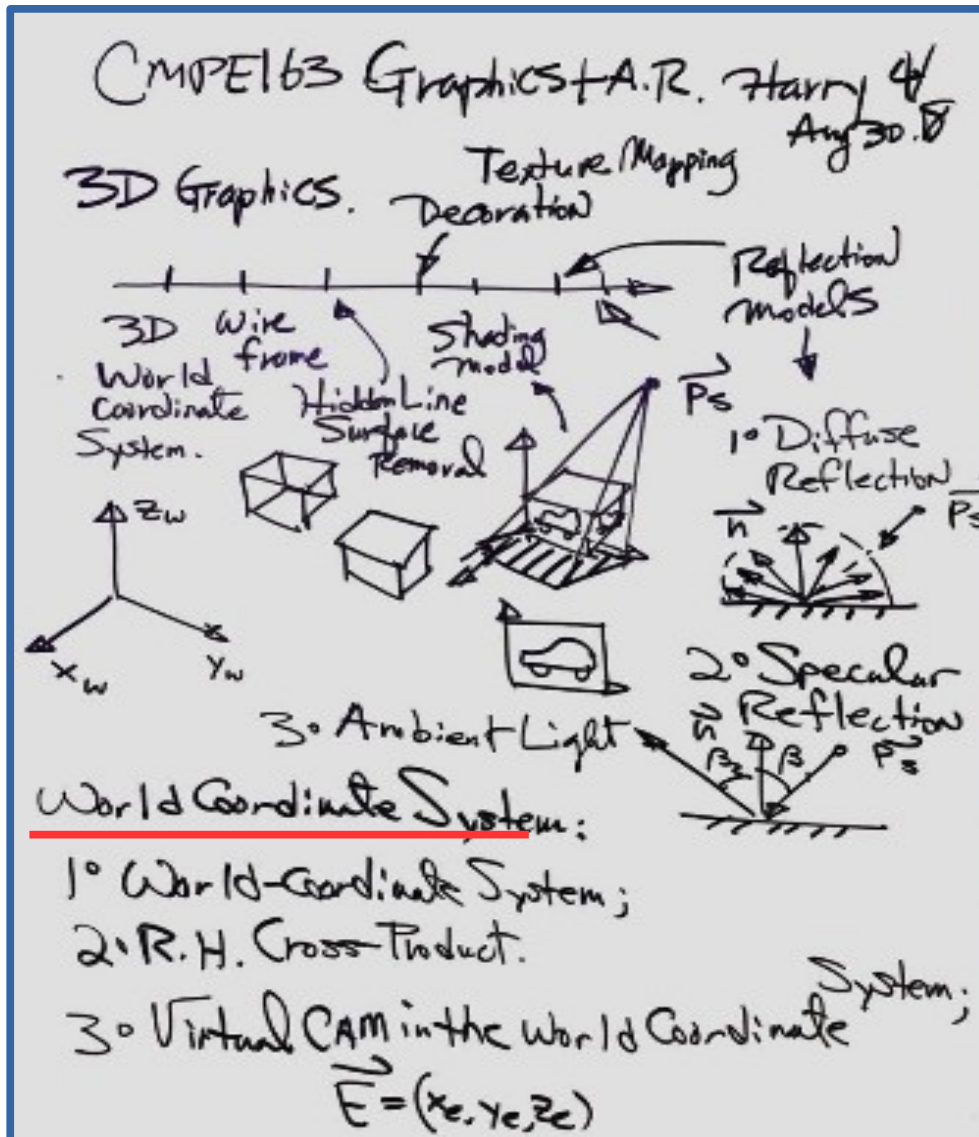 CMPE163 Graphics+A.R. Harry
Aug 30.
3D Graphics.
Texture Mapping
Decoration
Reflection
models
3D
World
Coordinate
System.
Wire
frame
Hidden Line
Surface
Removal
Shading
Model
Ps
1° Diffuse
Reflection
n
Ps
Zw
Xw
Yw
2° Specular
Reflection
n
β
Ps
3° Ambient Light
World Coordinate System:
1° World-Coordinate System;
2° R.H. Cross-Product.
3° Virtual CAM in the World Coordinate System;
E=(xe,ye,ze)